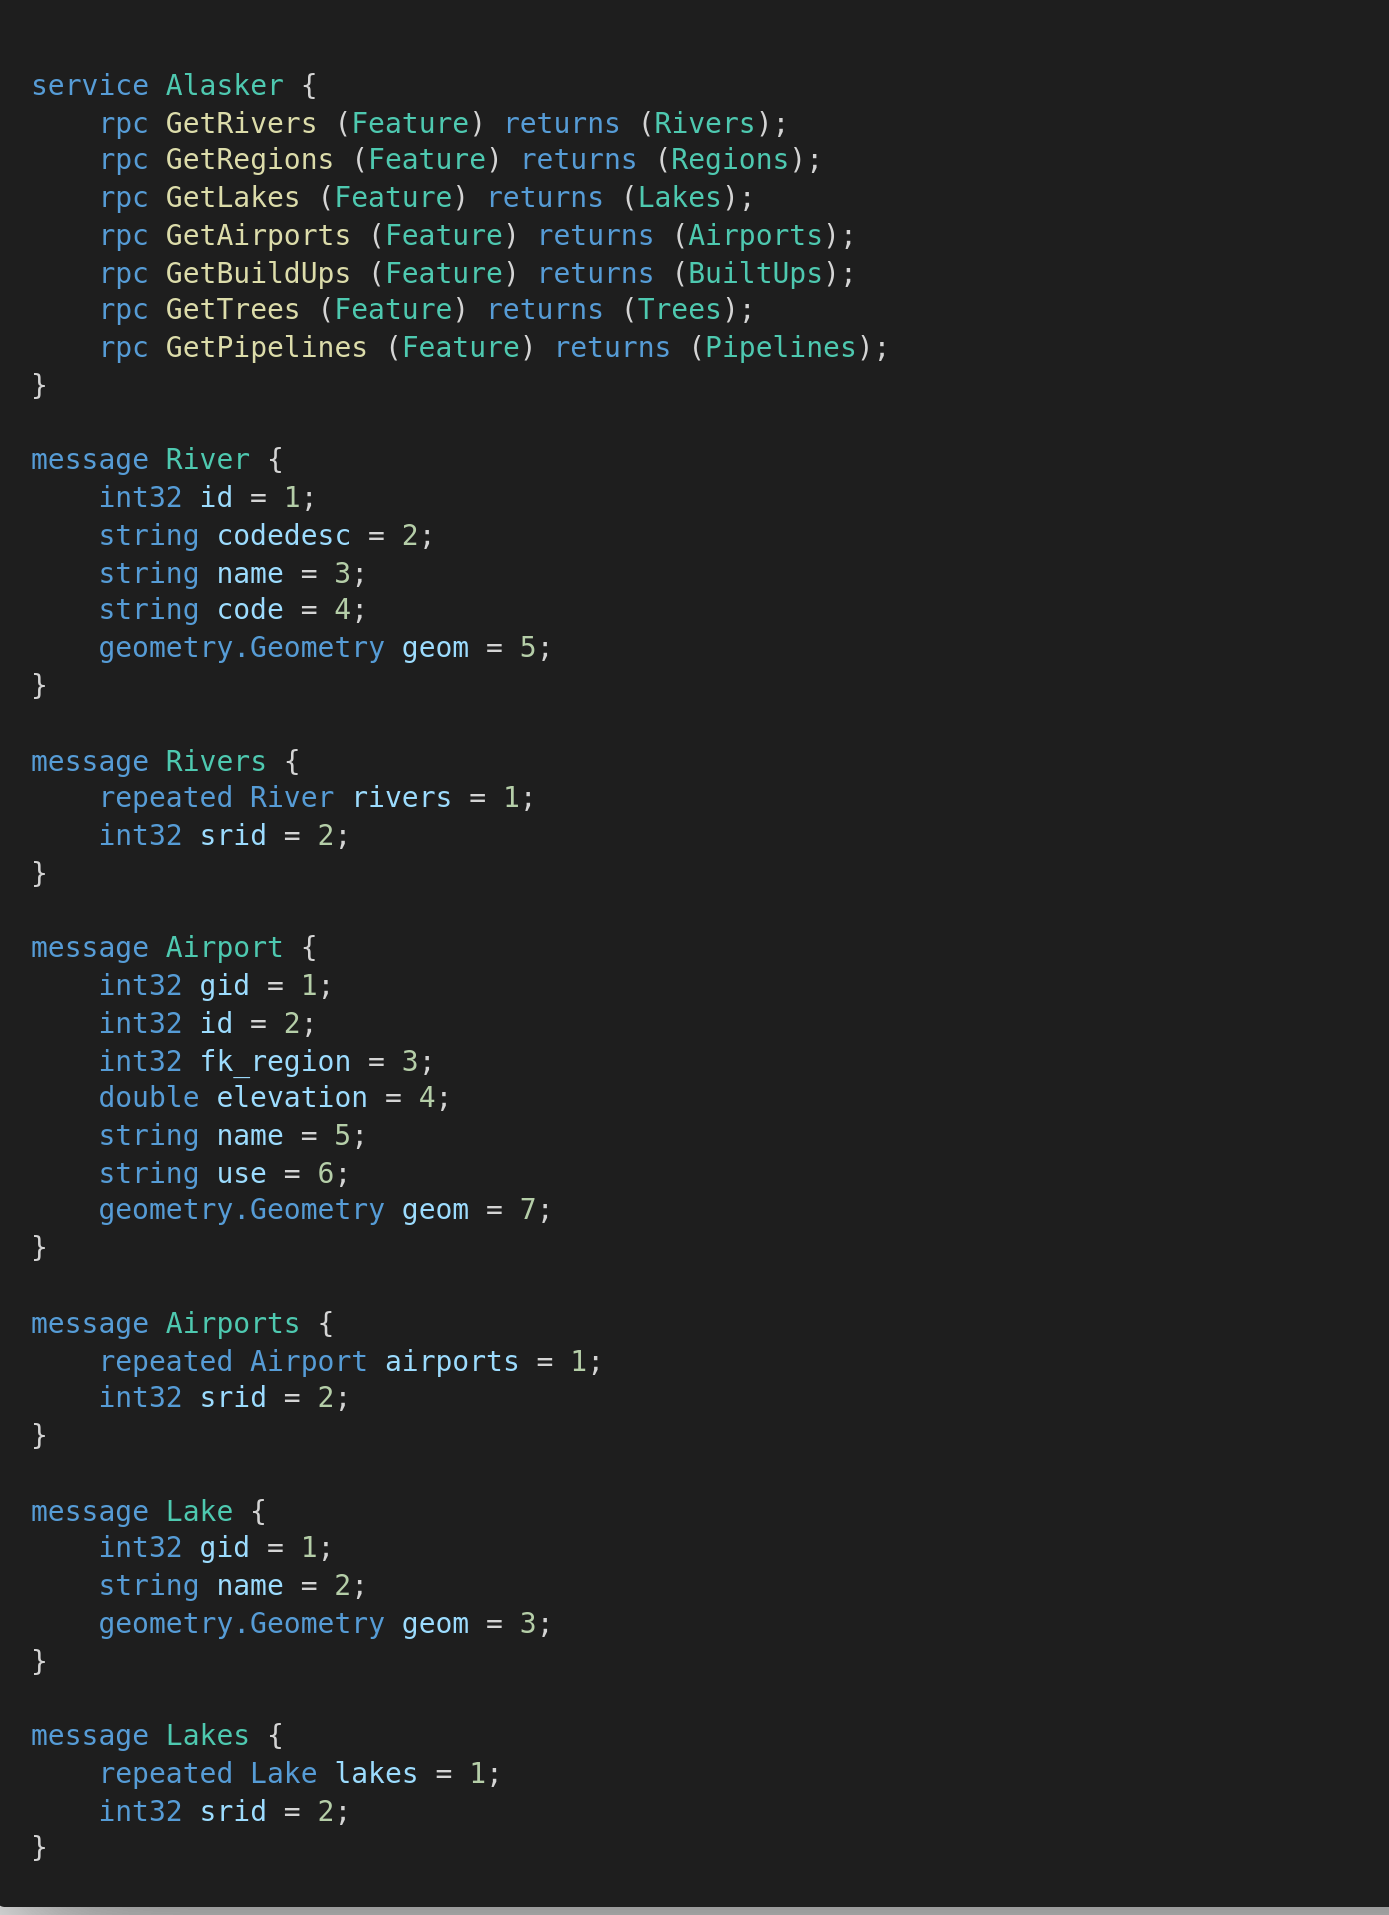 service Alasker {
    rpc GetRivers (Feature) returns (Rivers);
    rpc GetRegions (Feature) returns (Regions);
    rpc GetLakes (Feature) returns (Lakes);
    rpc GetAirports (Feature) returns (Airports);
    rpc GetBuildUps (Feature) returns (BuiltUps);
    rpc GetTrees (Feature) returns (Trees);
    rpc GetPipelines (Feature) returns (Pipelines);
}
message River {
    int32 id = 1;
    string codedesc = 2;
    string name = 3;
    string code = 4;
    geometry.Geometry geom = 5;
}
message Rivers {
    repeated River rivers = 1;
    int32 srid = 2;
}
message Airport {
    int32 gid = 1;
    int32 id = 2;
    int32 fk_region = 3;
    double elevation = 4;
    string name = 5;
    string use = 6;
    geometry.Geometry geom = 7;
}
message Airports {
    repeated Airport airports = 1;
    int32 srid = 2;
}
message Lake {
    int32 gid = 1;
    string name = 2;
    geometry.Geometry geom = 3;
}
message Lakes {
    repeated Lake lakes = 1;
    int32 srid = 2;
}